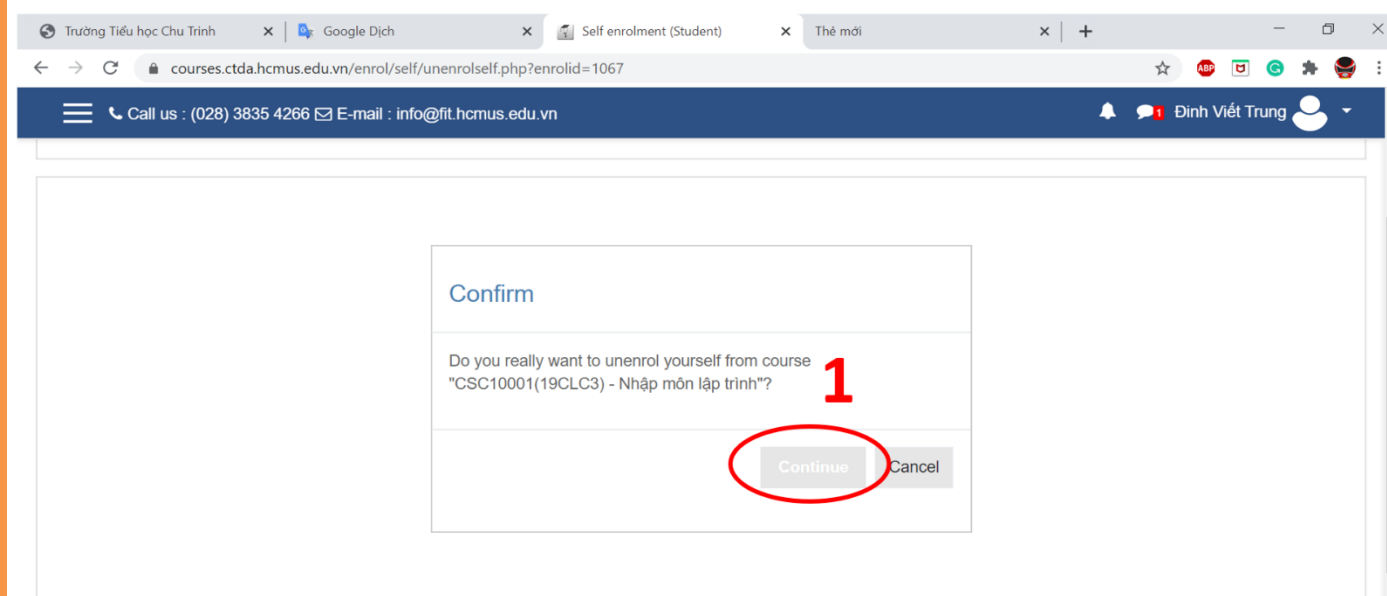 Trường Tiểu học Chu Trinh
Google Dịch
Self enrolment (Student)
Thẻ mới
courses.ctda.hcmus.edu.vn/enrol/self/unenrolself.php?enrolid=1067
ABP
G
Call us : (028) 3835 4266 E-mail : info@fit.hcmus.edu.vn
1
Đinh Viết Trung
Confirm
Do you really want to unenrol yourself from course
"CSC10001(19CLC3) - Nhập môn lập trình"?
1
Continue
Cancel